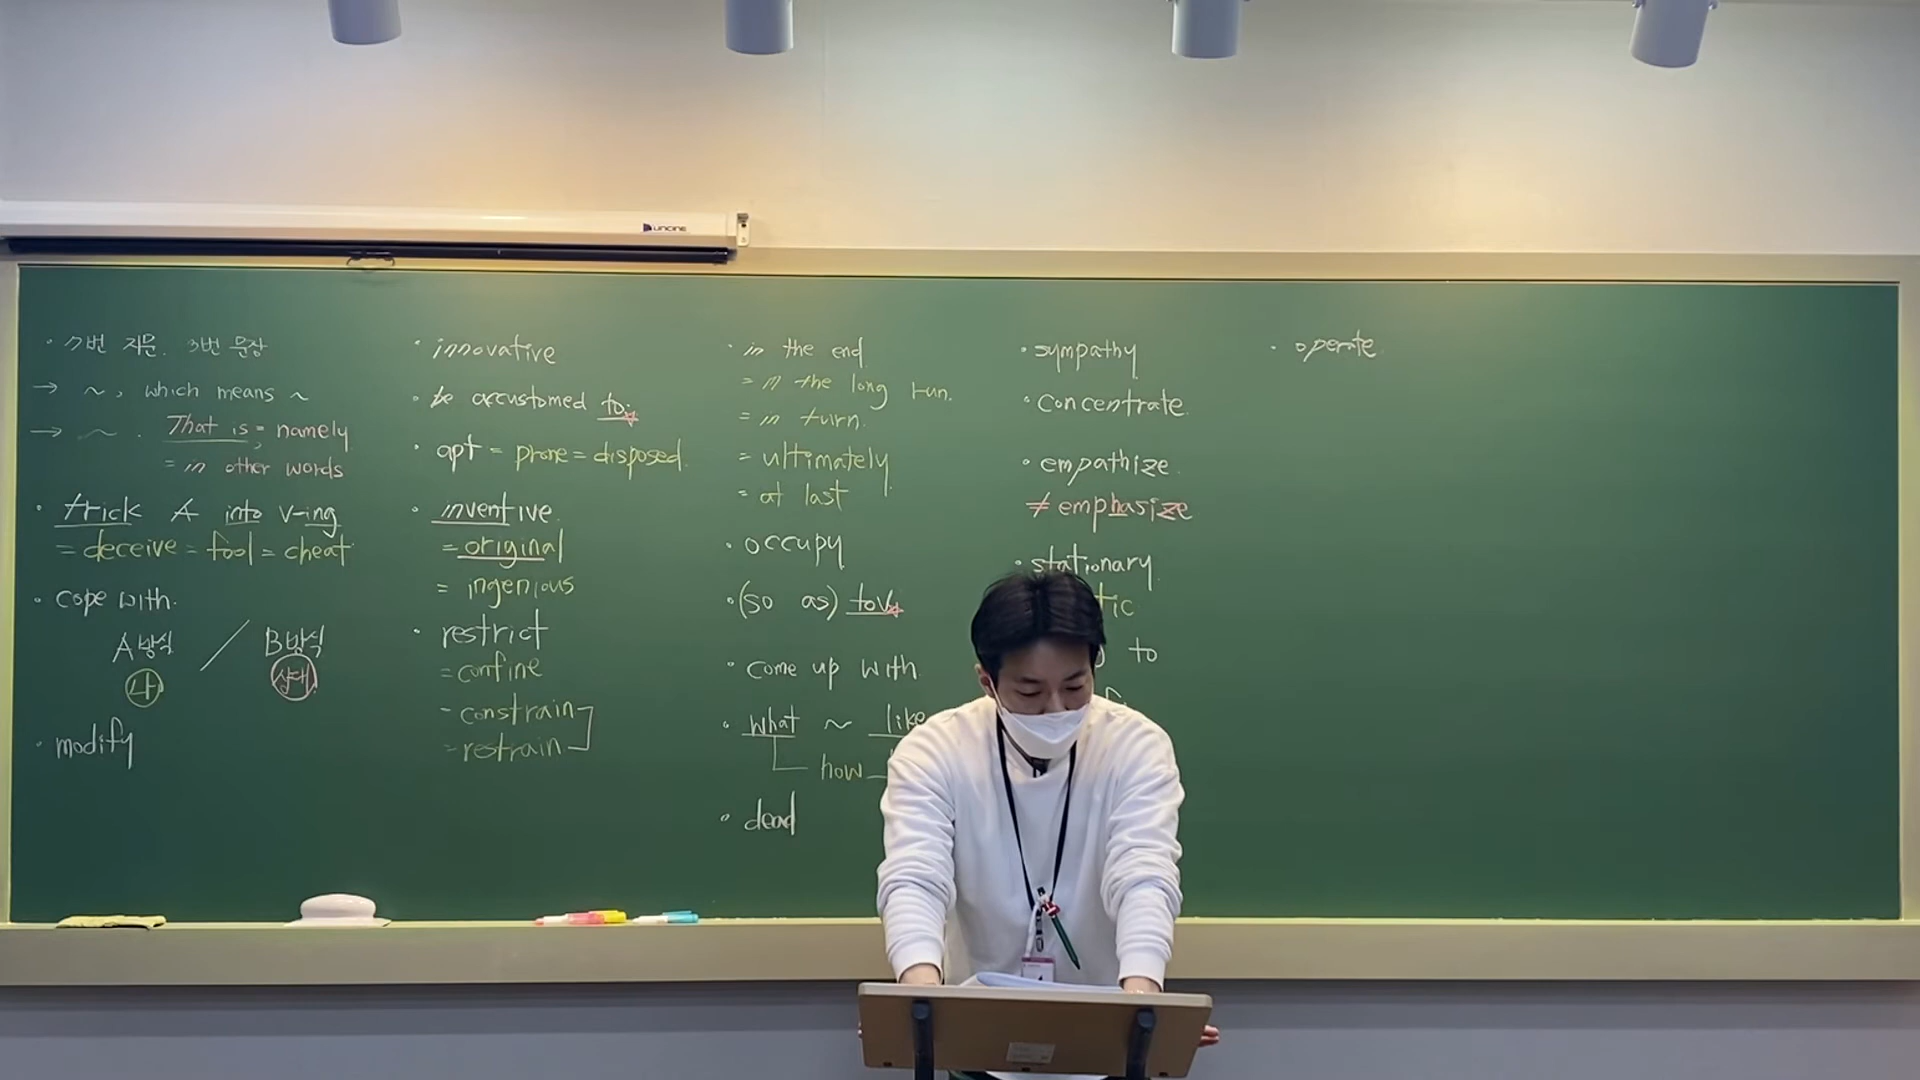 UNCINE
· 7번 지문. 3번 문장
→ ~, which means ~
→ ~. That is, = namely
= in other words
· trick A into v-ing
= deceive = fool = cheat
· cope with.
A방식 / B방식
나 상대
· modify
· innovative
· be accustomed to
· apt = prone = disposed.
· inventive.
= original
= ingenious
· restrict
= confine
= constrain
= restrain
· in the end
= in the long run.
= in turn.
= ultimately
= at last
· occupy
· (so as) to v
· come up with
· what ~ like
how
· dead
· sympathy
· concentrate.
· empathize.
≠ emphasize
· stationary.
tic
to
· operate.